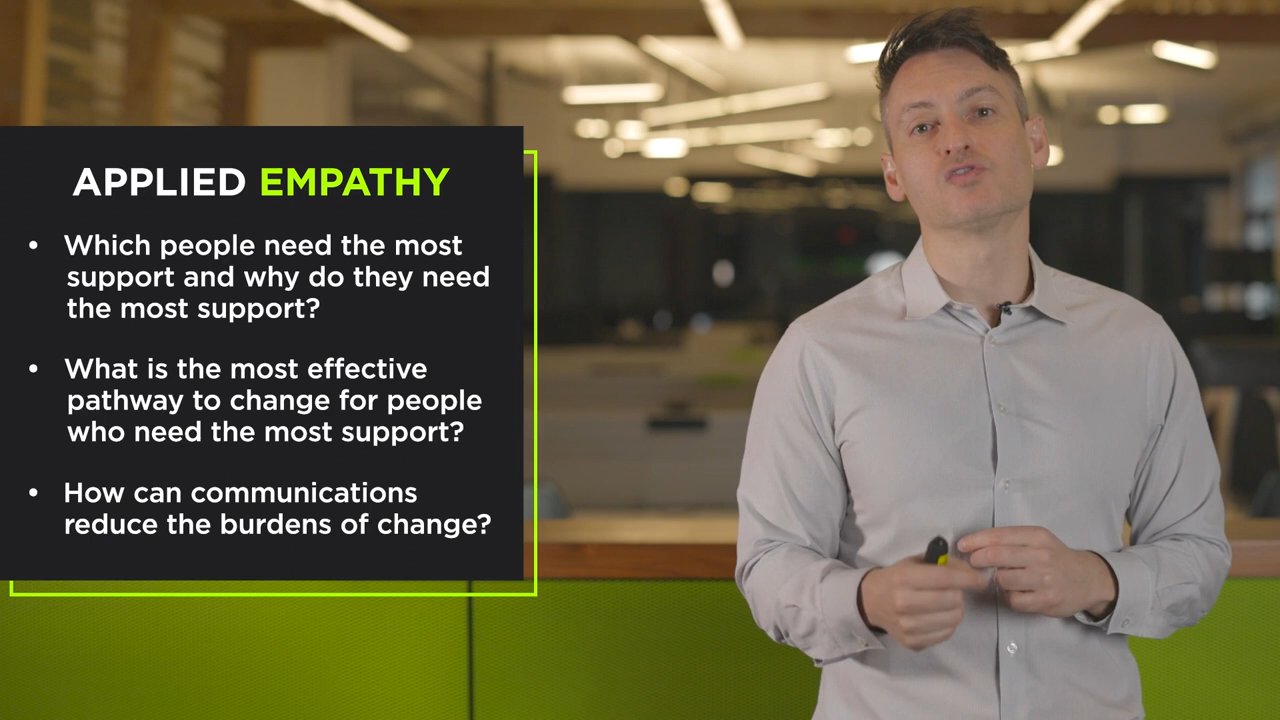 APPLIED EMPATHY
• Which people need the most
support and why do they need
the most support?
• What is the most effective
pathway to change for people
who need the most support?
• How can communications
reduce the burdens of change?